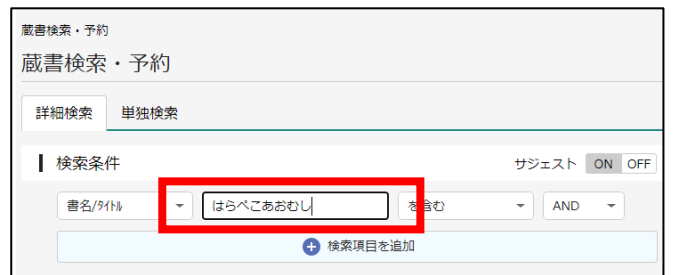 蔵書検索・予約
蔵書検索・予約
詳細検索 単独検索
検索条件 サジェスト ON OFF
書名/ﾀｲﾄﾙ はらぺこあおむし を含む AND
検索項目を追加